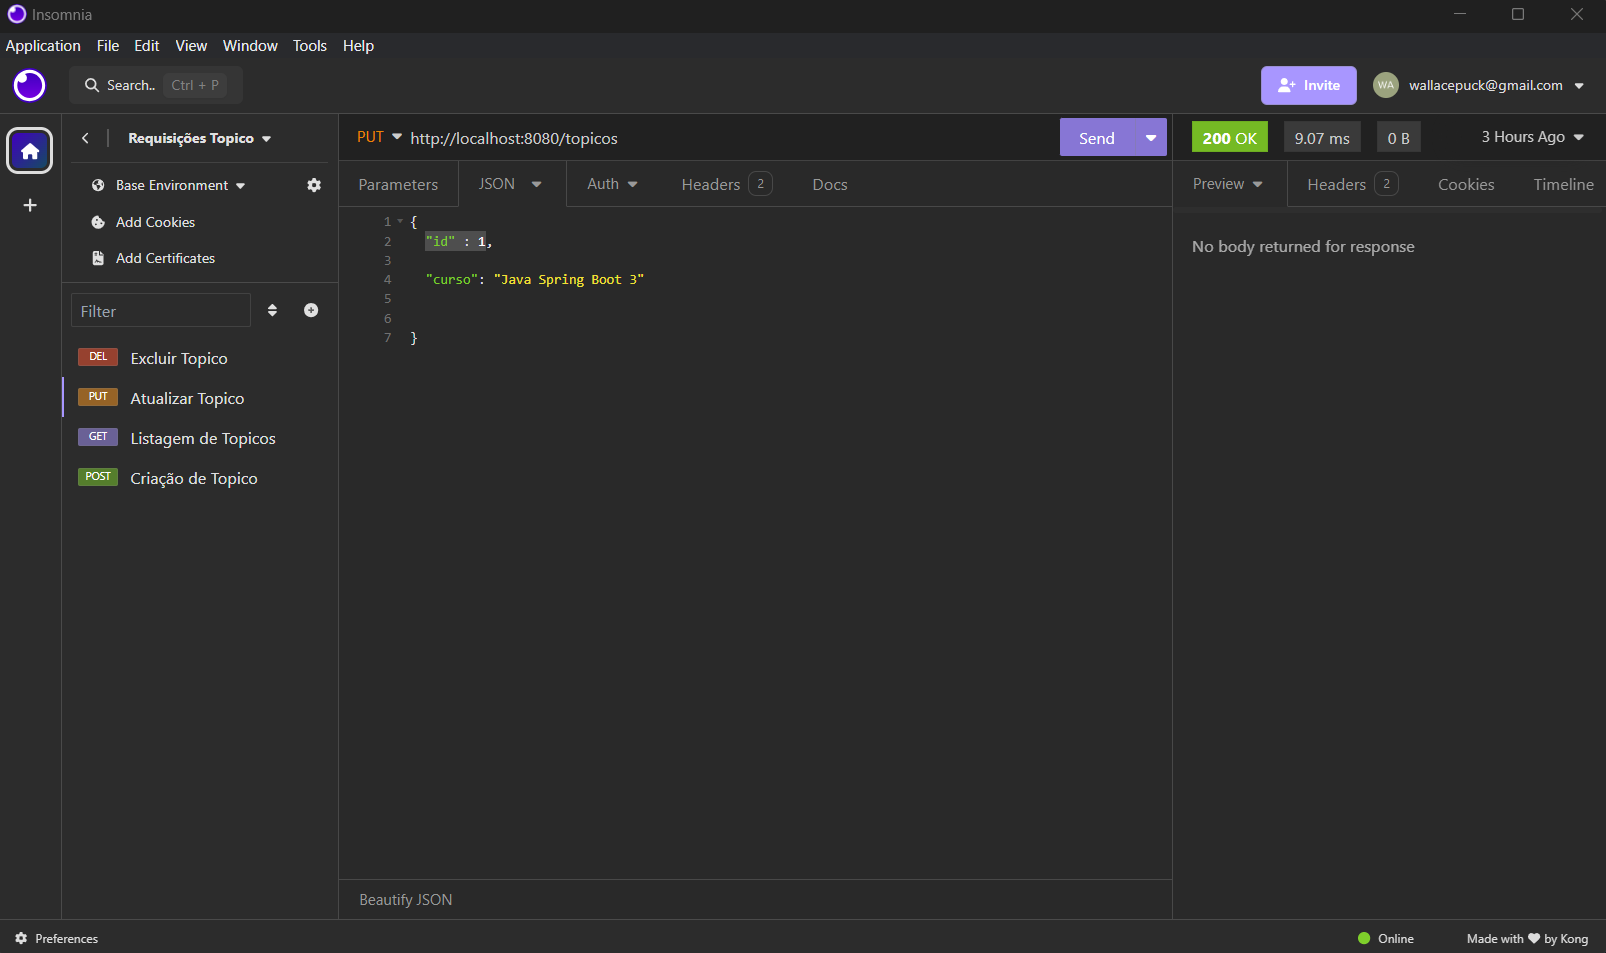 Insomnia
Application File Edit View Window Tools Help
Search.. Ctrl + P
Invite
WA wallacepuck@gmail.com
Requisições Topico
Base Environment
Add Cookies
Add Certificates
Filter
DEL Excluir Topico
PUT Atualizar Topico
GET Listagem de Topicos
POST Criação de Topico
PUT http://localhost:8080/topicos Send
Parameters JSON Auth Headers 2 Docs
1 {
2 "id" : 1,
3
4 "curso": "Java Spring Boot 3"
5
6
7 }
Beautify JSON
200 OK 9.07 ms 0 B 3 Hours Ago
Preview Headers 2 Cookies Timeline
No body returned for response
Preferences
Online Made with by Kong